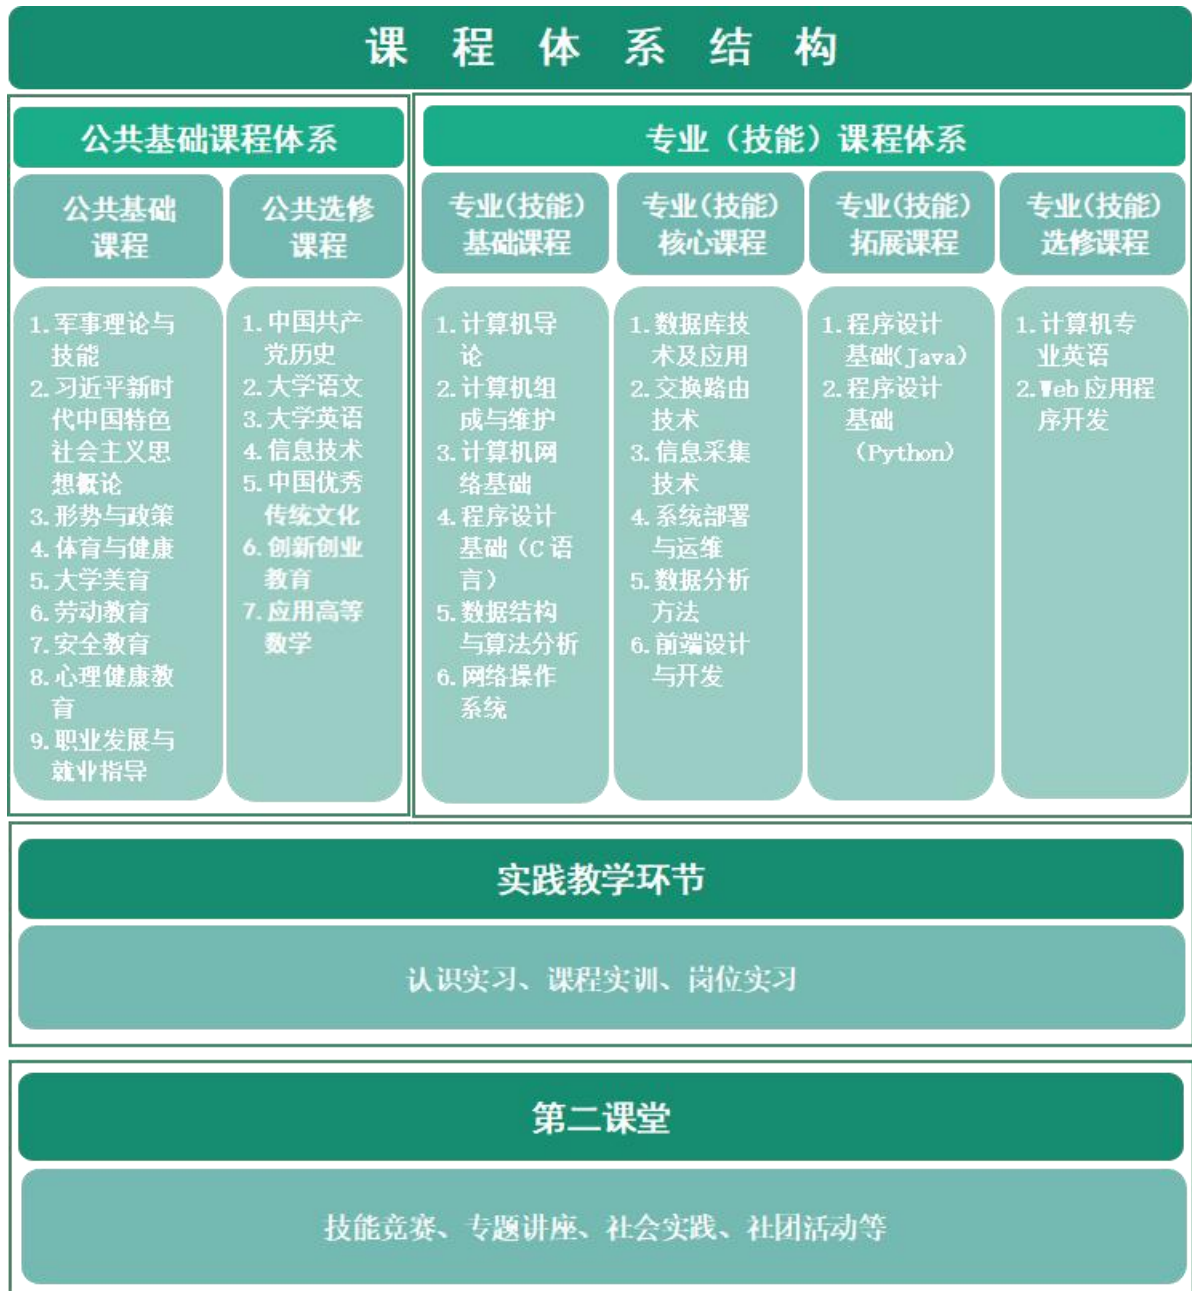 课程体系结构
公共基础课程体系
公共基础
课程
1.军事理论与
技能
2.习近平新时
代中国特色
社会主义思
想概论
3.形势与政策
4.体育与健康
5.大学美育
6.劳动教育
7.安全教育
8.心理健康教
育
9.职业发展与
就业指导
公共选修
课程
1.中国共产
党历史
2.大学语文
3.大学英语
4.信息技术
5.中国优秀
传统文化
6.创新创业
教育
7.应用高等
数学
专业（技能）课程体系
专业(技能)
基础课程
1.计算机导
论
2.计算机组
成与维护
3.计算机网
络基础
4.程序设计
基础（C 语
言）
5.数据结构
与算法分析
6.网络操作
系统
专业(技能)
核心课程
1.数据库技
术及应用
2.交换路由
技术
3.信息采集
技术
4.系统部署
与运维
5.数据分析
方法
6.前端设计
与开发
专业(技能)
拓展课程
1.程序设计
基础(Java)
2.程序设计
基础
（Python）
专业(技能)
选修课程
1.计算机专
业英语
2.Web 应用程
序开发
实践教学环节
认识实习、课程实训、岗位实习
第二课堂
技能竞赛、专题讲座、社会实践、社团活动等